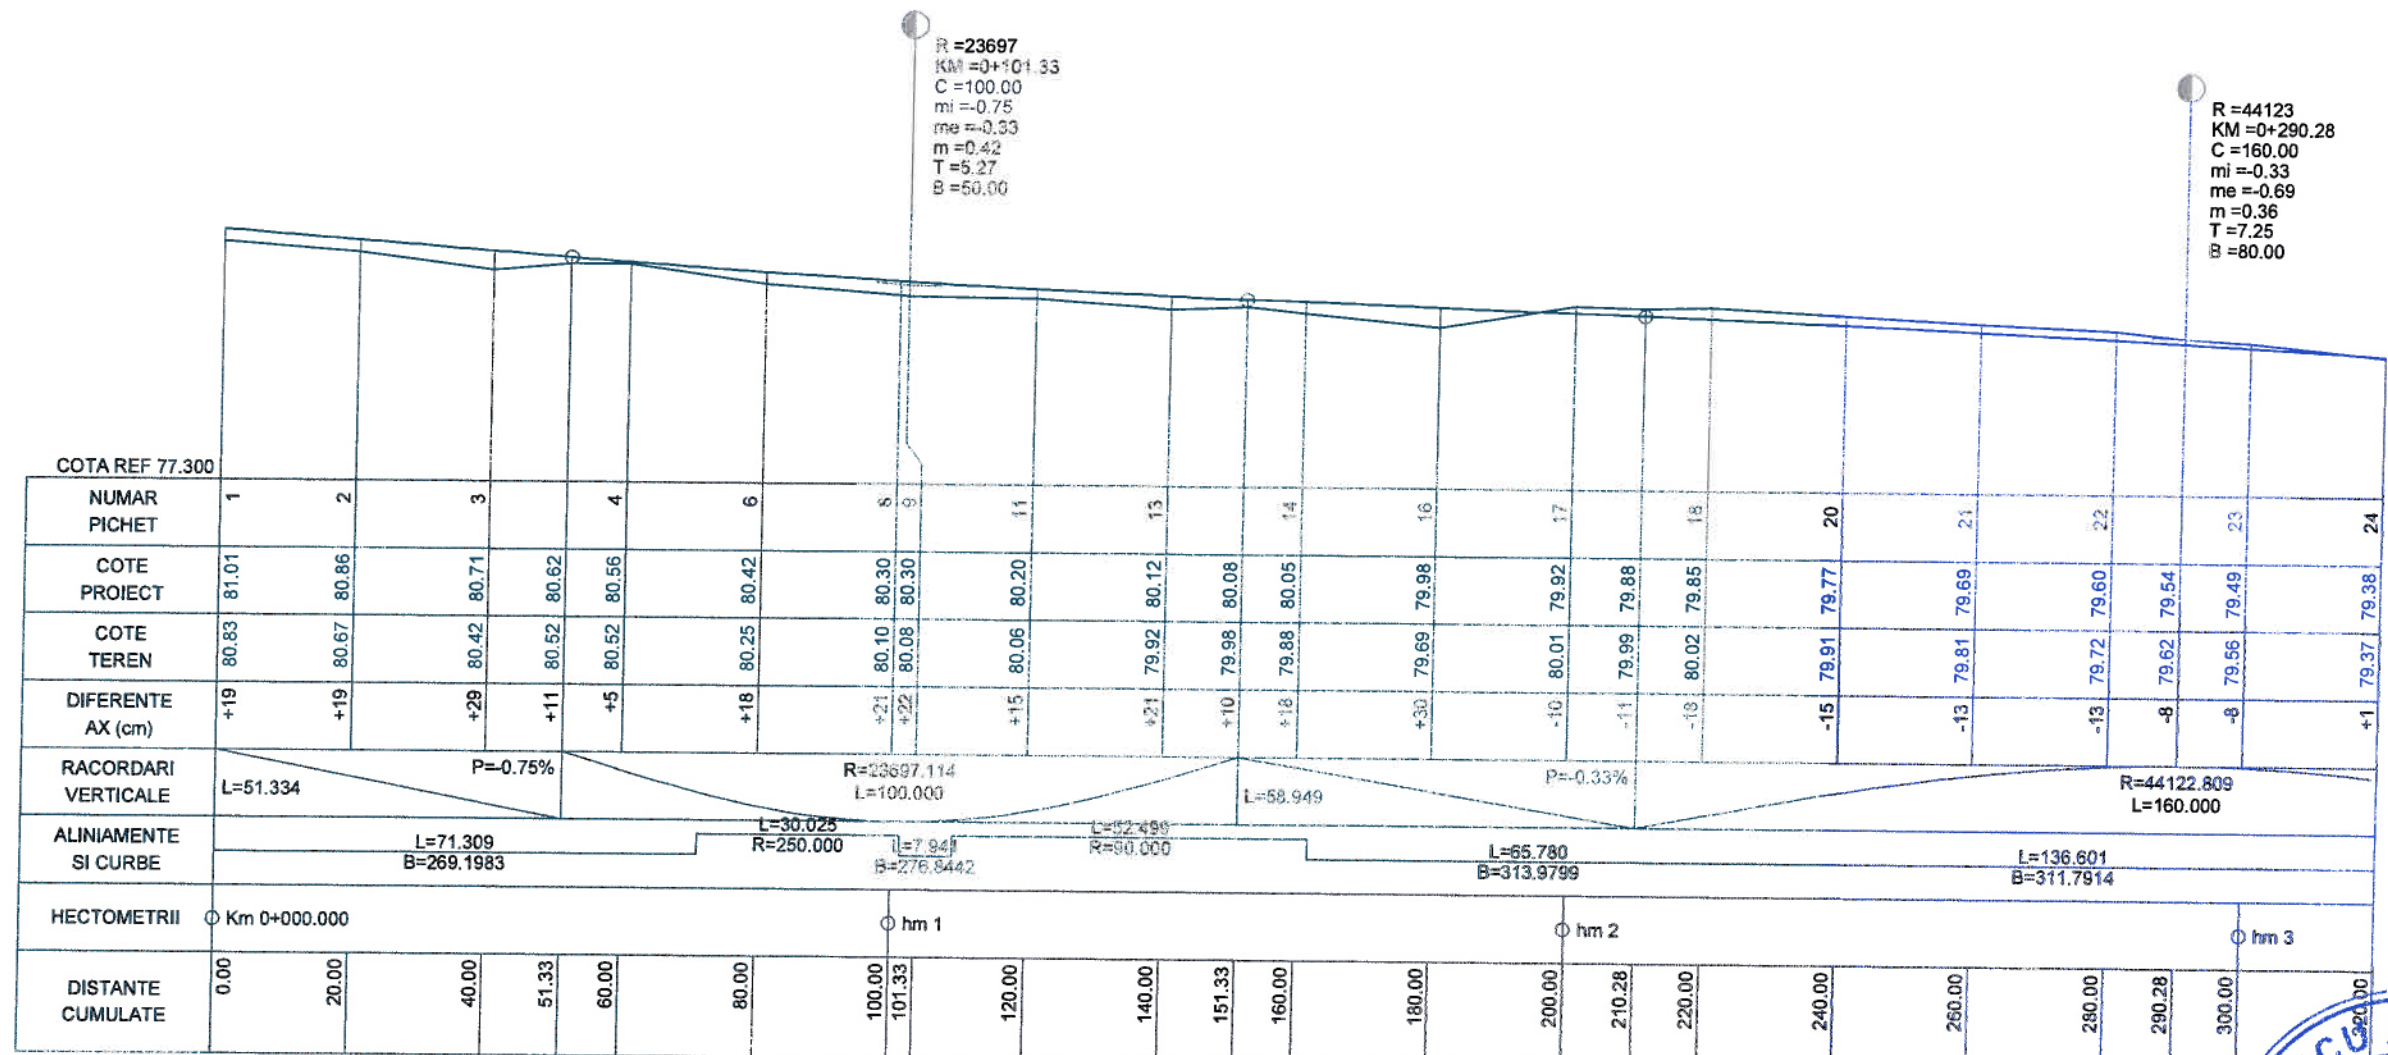 R =23697
KM =0+101.33
C =100.00
mi =-0.75
me =-0.33
m =0.42
T =5.27
B =50.00
R =44123
KM =0+290.28
C =160.00
mi =-0.33
me =-0.69
m =0.36
T =7.25
B =80.00
COTA REF 77.300
NUMAR PICHET
1 2 3 4 6 8 9 11 13 14 16 17 18 20 21 22 23 24
COTE PROIECT
81.01 80.86 80.71 80.62 80.56 80.42 80.30 80.30 80.20 80.12 80.08 80.05 79.98 79.92 79.88 79.85 79.77 79.69 79.60 79.54 79.49 79.38
COTE TEREN
80.83 80.67 80.42 80.52 80.52 80.25 80.10 80.08 80.06 79.92 79.98 79.88 79.69 80.01 79.99 80.02 79.91 79.81 79.72 79.62 79.56 79.37
DIFERENTE AX (cm)
+19 +19 +29 +11 +5 +18 +21 +22 +15 +21 +10 +18 +30 -10 -11 -18 -15 -13 -13 -8 -8 +1
RACORDARI VERTICALE
L=51.334
P=-0.75%
R=23697.114
L=100.000
L=58.949
P=-0.33%
R=44122.809
L=160.000
ALINIAMENTE SI CURBE
L=71.309
B=269.1983
L=30.025
R=250.000
L=7.941
B=276.8442
L=52.496
R=90.000
L=65.780
B=313.9799
L=136.601
B=311.7914
HECTOMETRII
Km 0+000.000
hm 1
hm 2
hm 3
DISTANTE CUMULATE
0.00 20.00 40.00 51.33 60.00 80.00 100.00 101.33 120.00 140.00 151.33 160.00 180.00 200.00 210.28 220.00 240.00 260.00 280.00 290.28 300.00 320.00